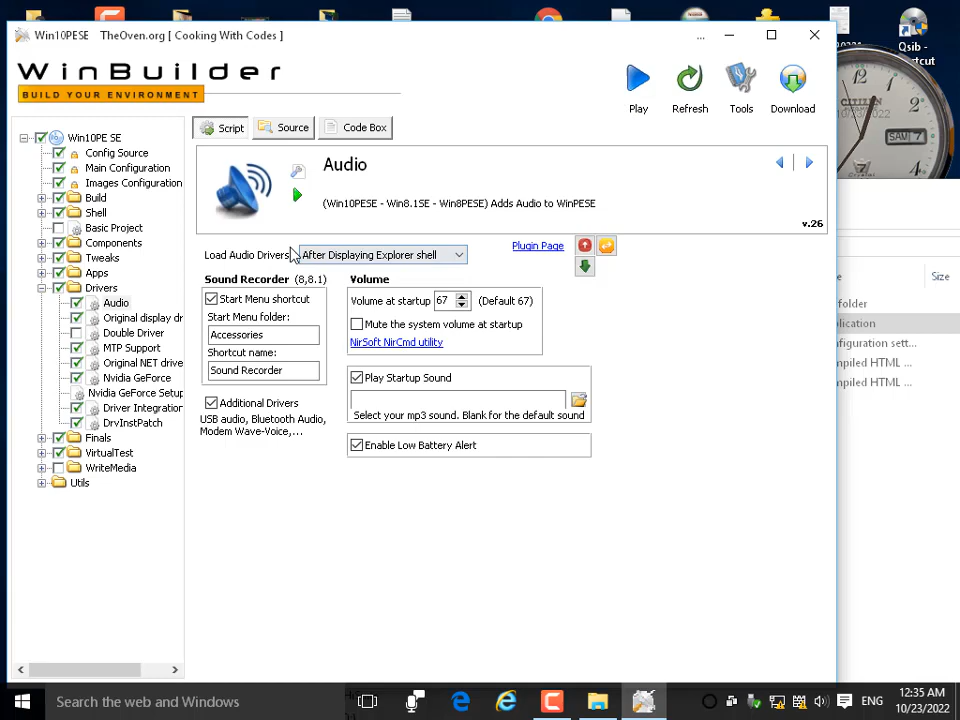 Win10PESE TheOven.org [ Cooking With Codes ]
...
Qsib -
WinBuilder
BUILD YOUR ENVIRONMENT
Play
Refresh
Tools
Download
CITIZEN
10/23/2022
SAM 7
Crystal
Script
Source
Code Box
Win10PE SE
Config Source
Main Configuration
Images Configuration
Build
Shell
Basic Project
Components
Tweaks
Apps
Drivers
Audio
Original display dr
Double Driver
MTP Support
Original NET drive
Nvidia GeForce
Nvidia GeForce Setup
Driver Integration
DrvInstPatch
Finals
VirtualTest
WriteMedia
Utils
Audio
(Win10PESE - Win8.1SE - Win8PESE) Adds Audio to WinPESE
v.26
Load Audio Drivers
After Displaying Explorer shell
Plugin Page
Sound Recorder (8,8.1)
Start Menu shortcut
Start Menu folder:
Accessories
Shortcut name:
Sound Recorder
Additional Drivers
USB audio, Bluetooth Audio,
Modem Wave-Voice,...
Volume
Volume at startup 67 (Default 67)
Mute the system volume at startup
NirSoft NirCmd utility
Play Startup Sound
Select your mp3 sound. Blank for the default sound
Enable Low Battery Alert
Size
folder
plication
nfiguration sett...
mpiled HTML ...
mpiled HTML ...
Search the web and Windows
ENG
12:35 AM
10/23/2022